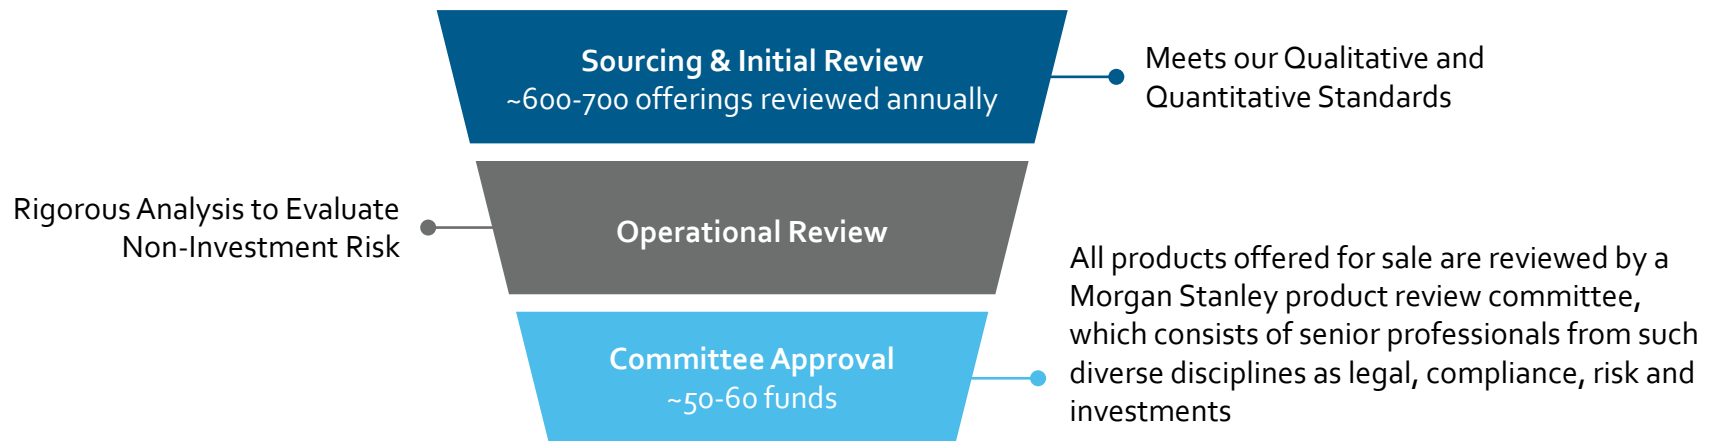 Sourcing & Initial Review
~600-700 offerings reviewed annually
Meets our Qualitative and
Quantitative Standards
Rigorous Analysis to Evaluate
Non-Investment Risk
Operational Review
Committee Approval
~50-60 funds
All products offered for sale are reviewed by a
Morgan Stanley product review committee,
which consists of senior professionals from such
diverse disciplines as legal, compliance, risk and
investments